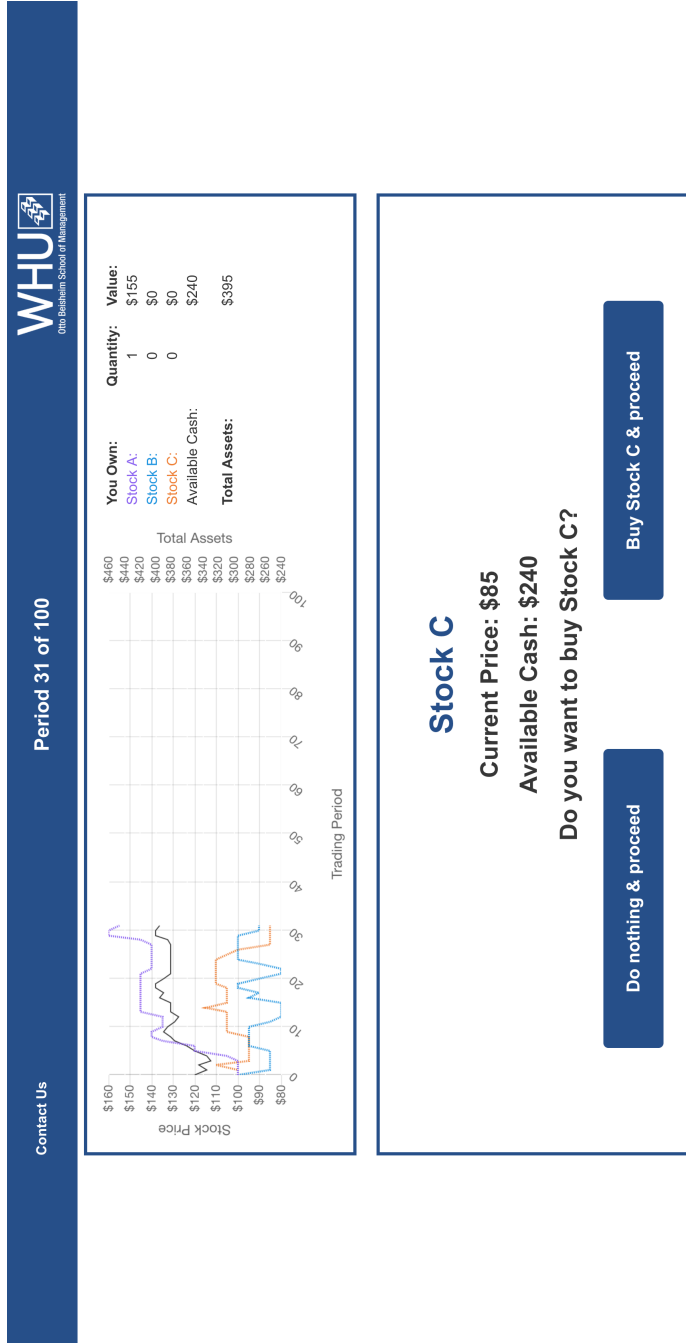 Contact Us
Period 31 of 100
WHU
Otto Beisheim School of Management
$160
$150
$140
$130
$120
$110
$100
$90
$80
Stock Price
0
10
20
30
40
50
60
70
80
90
100
Trading Period
$460
$440
$420
$400
$380
$360
$340
$320
$300
$280
$260
$240
Total Assets
You Own: Quantity: Value:
Stock A: 1 $155
Stock B: 0 $0
Stock C: 0 $0
Available Cash: $240
Total Assets: $395
Stock C
Current Price: $85
Available Cash: $240
Do you want to buy Stock C?
Do nothing & proceed
Buy Stock C & proceed